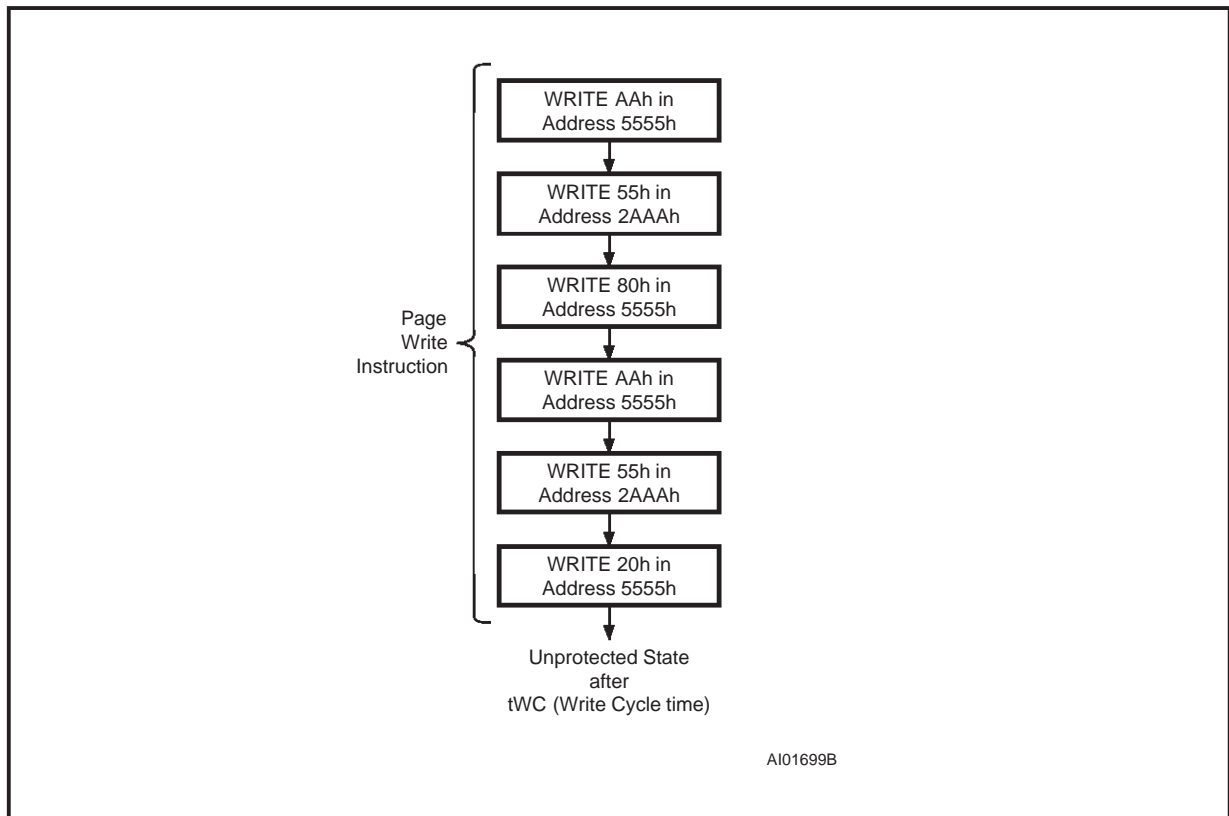 WRITE AAh in
Address 5555h
WRITE 55h in
Address 2AAAh
WRITE 80h in
Address 5555h
Page
Write
Instruction
WRITE AAh in
Address 5555h
WRITE 55h in
Address 2AAAh
WRITE 20h in
Address 5555h
Unprotected State
after
tWC (Write Cycle time)
AI01699B